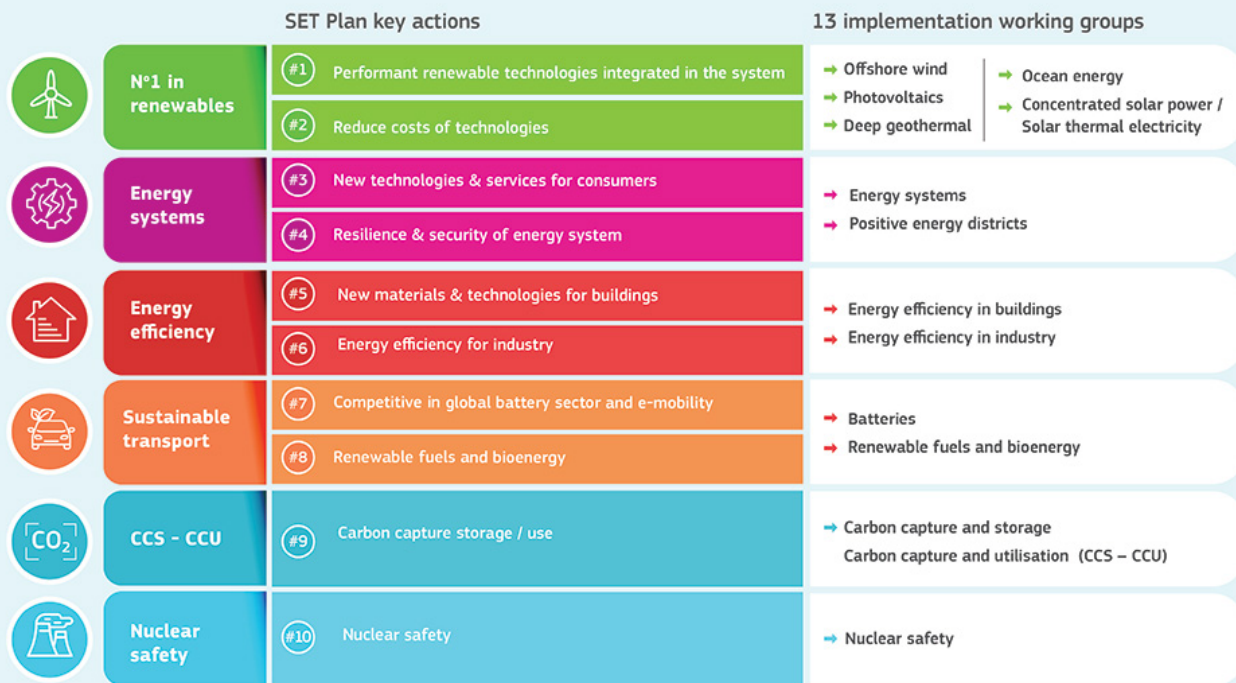 SET Plan key actions
13 implementation working groups
N°1 in
renewables
#1 Performant renewable technologies integrated in the system
#2 Reduce costs of technologies
→ Offshore wind
→ Photovoltaics
→ Deep geothermal
→ Ocean energy
→ Concentrated solar power /
Solar thermal electricity
Energy
systems
#3 New technologies & services for consumers
#4 Resilience & security of energy system
→ Energy systems
→ Positive energy districts
Energy
efficiency
#5 New materials & technologies for buildings
#6 Energy efficiency for industry
→ Energy efficiency in buildings
→ Energy efficiency in industry
Sustainable
transport
#7 Competitive in global battery sector and e-mobility
#8 Renewable fuels and bioenergy
→ Batteries
→ Renewable fuels and bioenergy
CO₂
CCS - CCU
#9 Carbon capture storage / use
→ Carbon capture and storage
Carbon capture and utilisation (CCS – CCU)
Nuclear
safety
#10 Nuclear safety
→ Nuclear safety